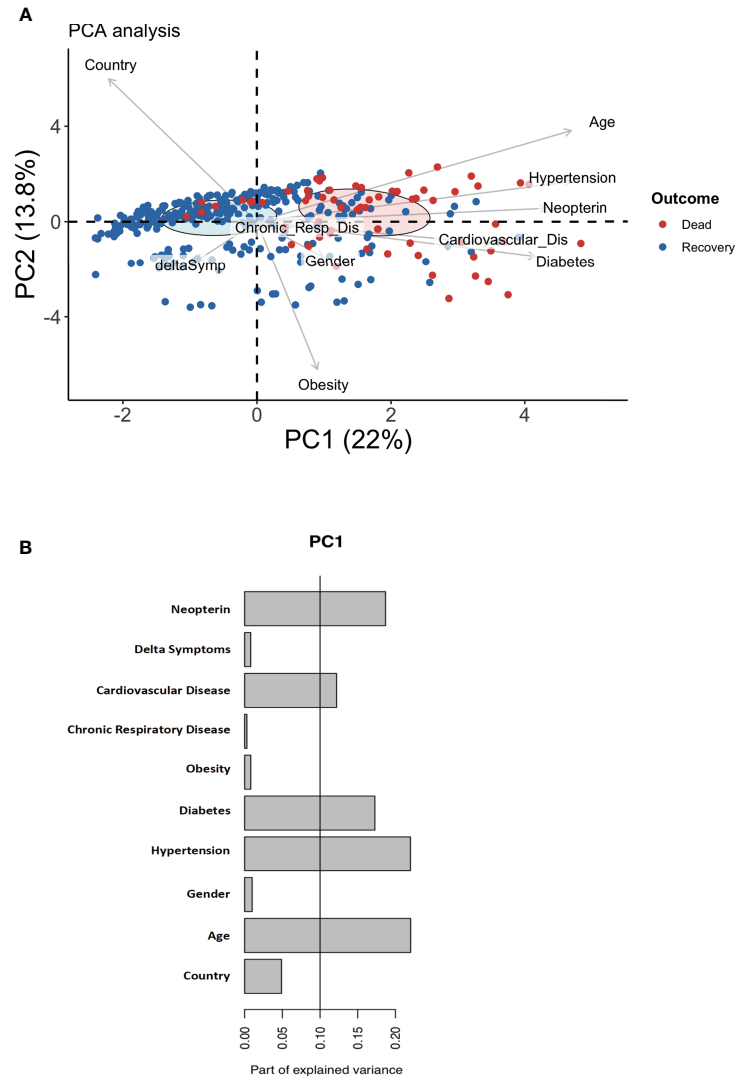 A
PCA analysis
Country
Age
Hypertension
Neopterin
Chronic_Resp_Dis
Cardiovascular_Dis
deltaSymp
Gender
Diabetes
Obesity
4
0
-4
PC2 (13.8%)
-2
0
2
4
PC1 (22%)
Outcome
Dead
Recovery
B
PC1
Neopterin
Delta Symptoms
Cardiovascular Disease
Chronic Respiratory Disease
Obesity
Diabetes
Hypertension
Gender
Age
Country
0.00
0.05
0.10
0.15
0.20
Part of explained variance